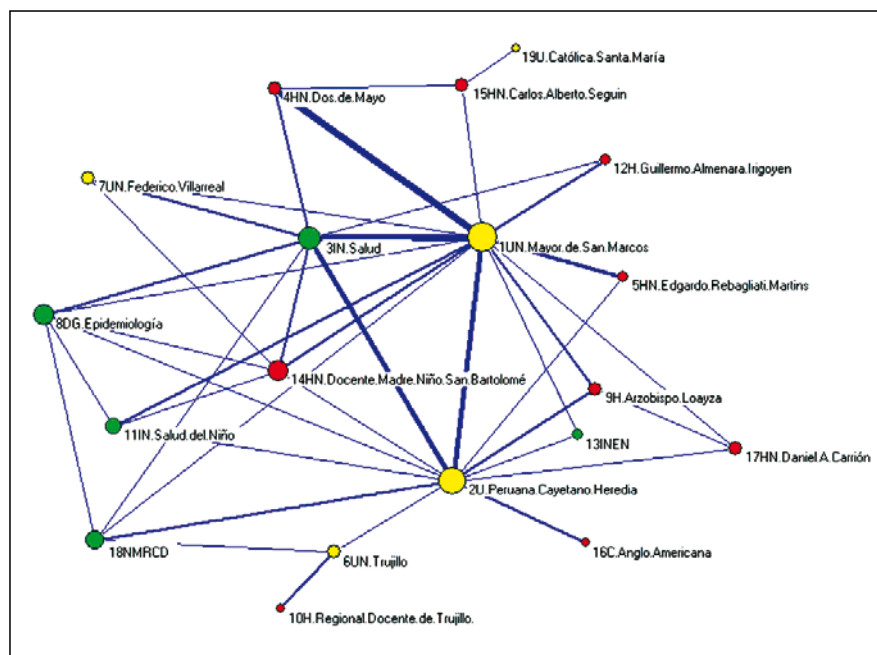 19U.Católica.Santa.María
4HN.Dos.de.Mayo
15HN.Carlos.Alberto.Seguin
12H.Guillermo.Almenara.Irigoyen
7UN.Federico.Villarreal
3IN.Salud
1UN.Mayor.de.San.Marcos
5HN.Edgardo.Rebagliati.Martins
8DG.Epidemiología
14HN.Docente.Madre.Niño.San.Bartolomé
9H.Arzobispo.Loayza
11IN.Salud.del.Niño
13INEN
17HN.Daniel.A.Carrión
2U.Peruana.Cayetano.Heredia
18NMRCD
6UN.Trujillo
16C.Anglo.Americana
10H.Regional.Docente.de.Trujillo.